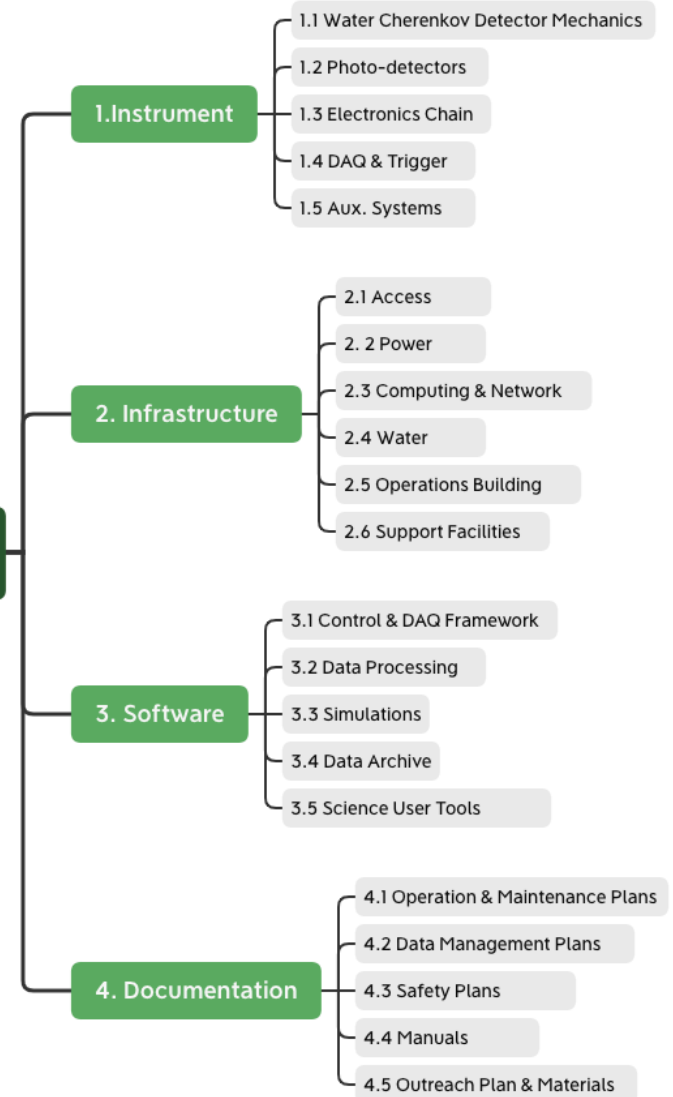 1.Instrument
1.1 Water Cherenkov Detector Mechanics
1.2 Photo-detectors
1.3 Electronics Chain
1.4 DAQ & Trigger
1.5 Aux. Systems
2. Infrastructure
2.1 Access
2. 2 Power
2.3 Computing & Network
2.4 Water
2.5 Operations Building
2.6 Support Facilities
3. Software
3.1 Control & DAQ Framework
3.2 Data Processing
3.3 Simulations
3.4 Data Archive
3.5 Science User Tools
4. Documentation
4.1 Operation & Maintenance Plans
4.2 Data Management Plans
4.3 Safety Plans
4.4 Manuals
4.5 Outreach Plan & Materials